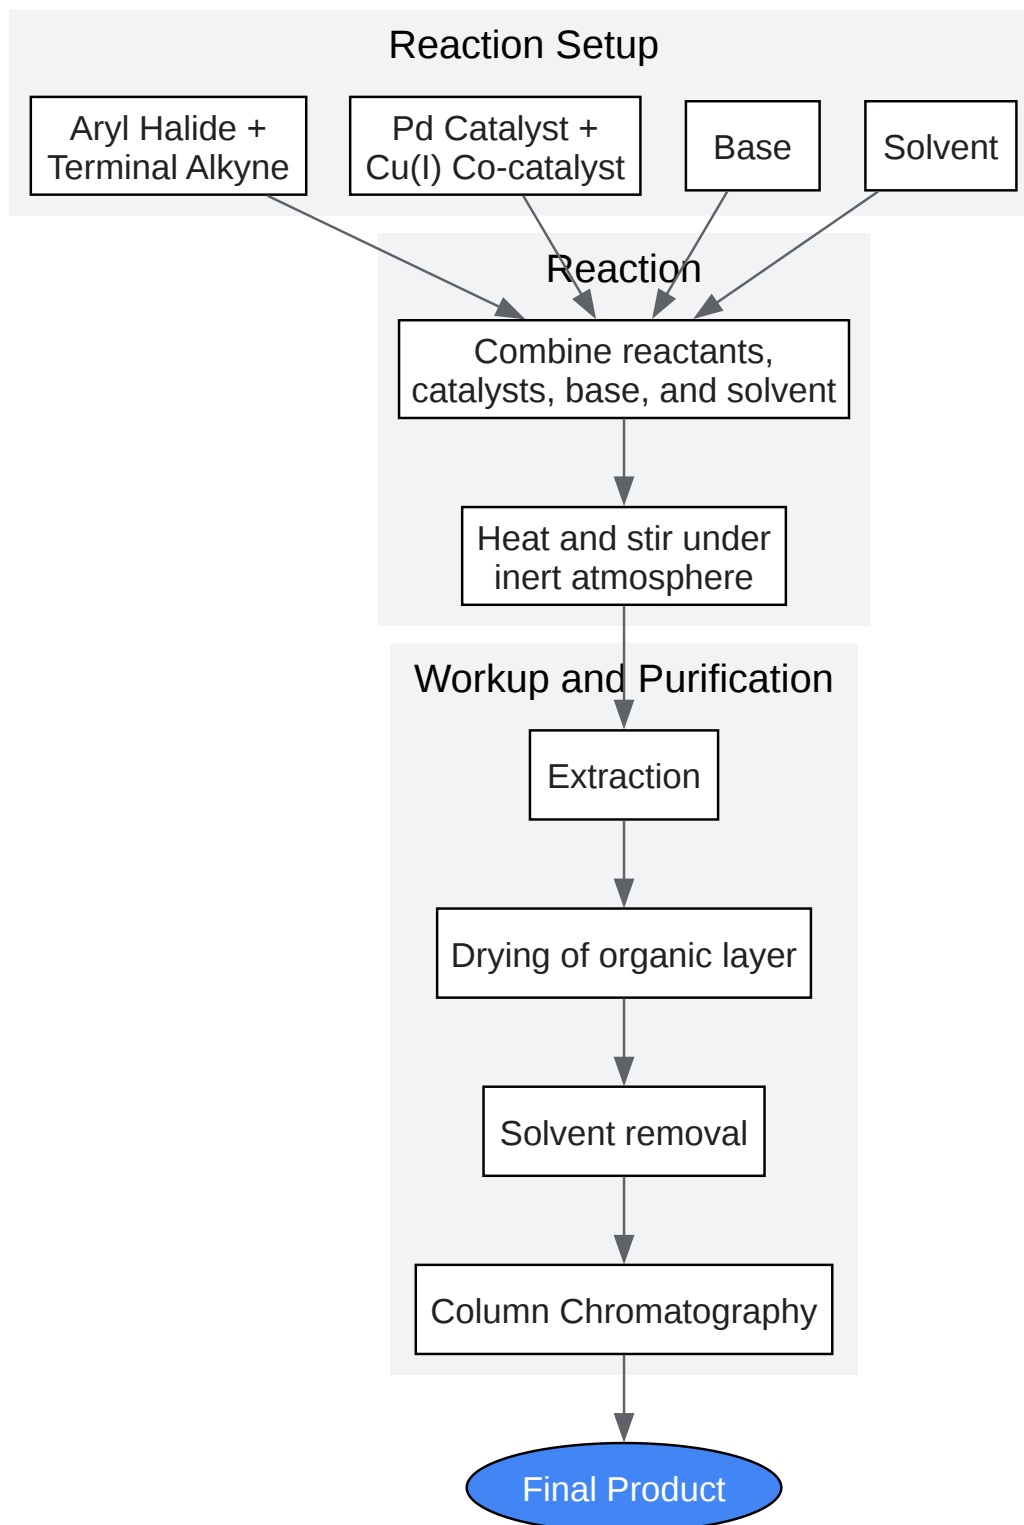 Reaction Setup
Aryl Halide +
Terminal Alkyne
Pd Catalyst +
Cu(I) Co-catalyst
Base
Solvent
Reaction
Combine reactants,
catalysts, base, and solvent
Heat and stir under
inert atmosphere
Workup and Purification
Extraction
Drying of organic layer
Solvent removal
Column Chromatography
Final Product